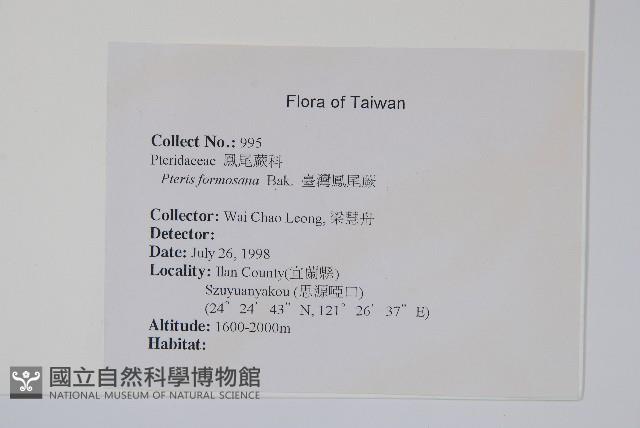 Flora of Taiwan
Collect No.: 995
Pteridaceae 鳳尾蕨科
Pteris formosana Bak. 臺灣鳳尾蕨
Collector: Wai Chao Leong, 梁慧舟
Detector:
Date: July 26, 1998
Locality: Ilan County(宜蘭縣)
Szuyuanyakou (思源啞口)
(24° 24′ 43″ N, 121° 26′ 37″ E)
Altitude: 1600-2000m
Habitat:
國立自然科學博物館
NATIONAL MUSEUM OF NATURAL SCIENCE